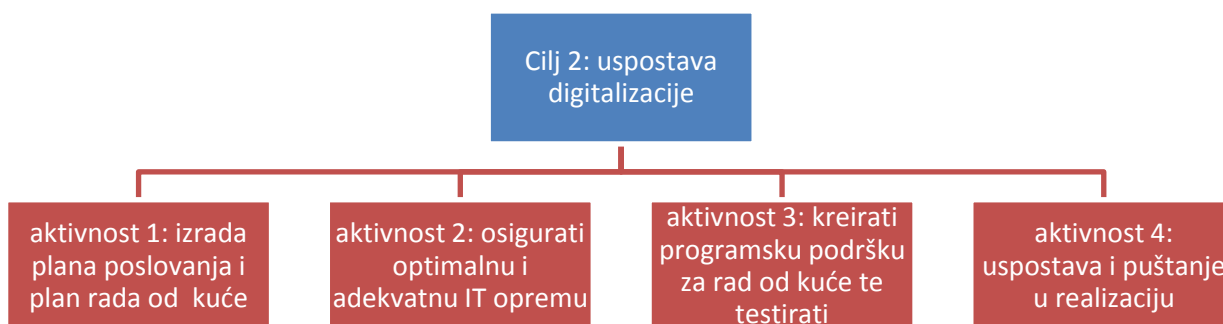 Cilj 2: uspostava
digitalizacije
aktivnost 1: izrada
plana poslovanja i
plan rada od kuće
aktivnost 2: osigurati
optimalnu i
adekvatnu IT opremu
aktivnost 3: kreirati
programsku podršku
za rad od kuće te
testirati
aktivnost 4:
uspostava i puštanje
u realizaciju